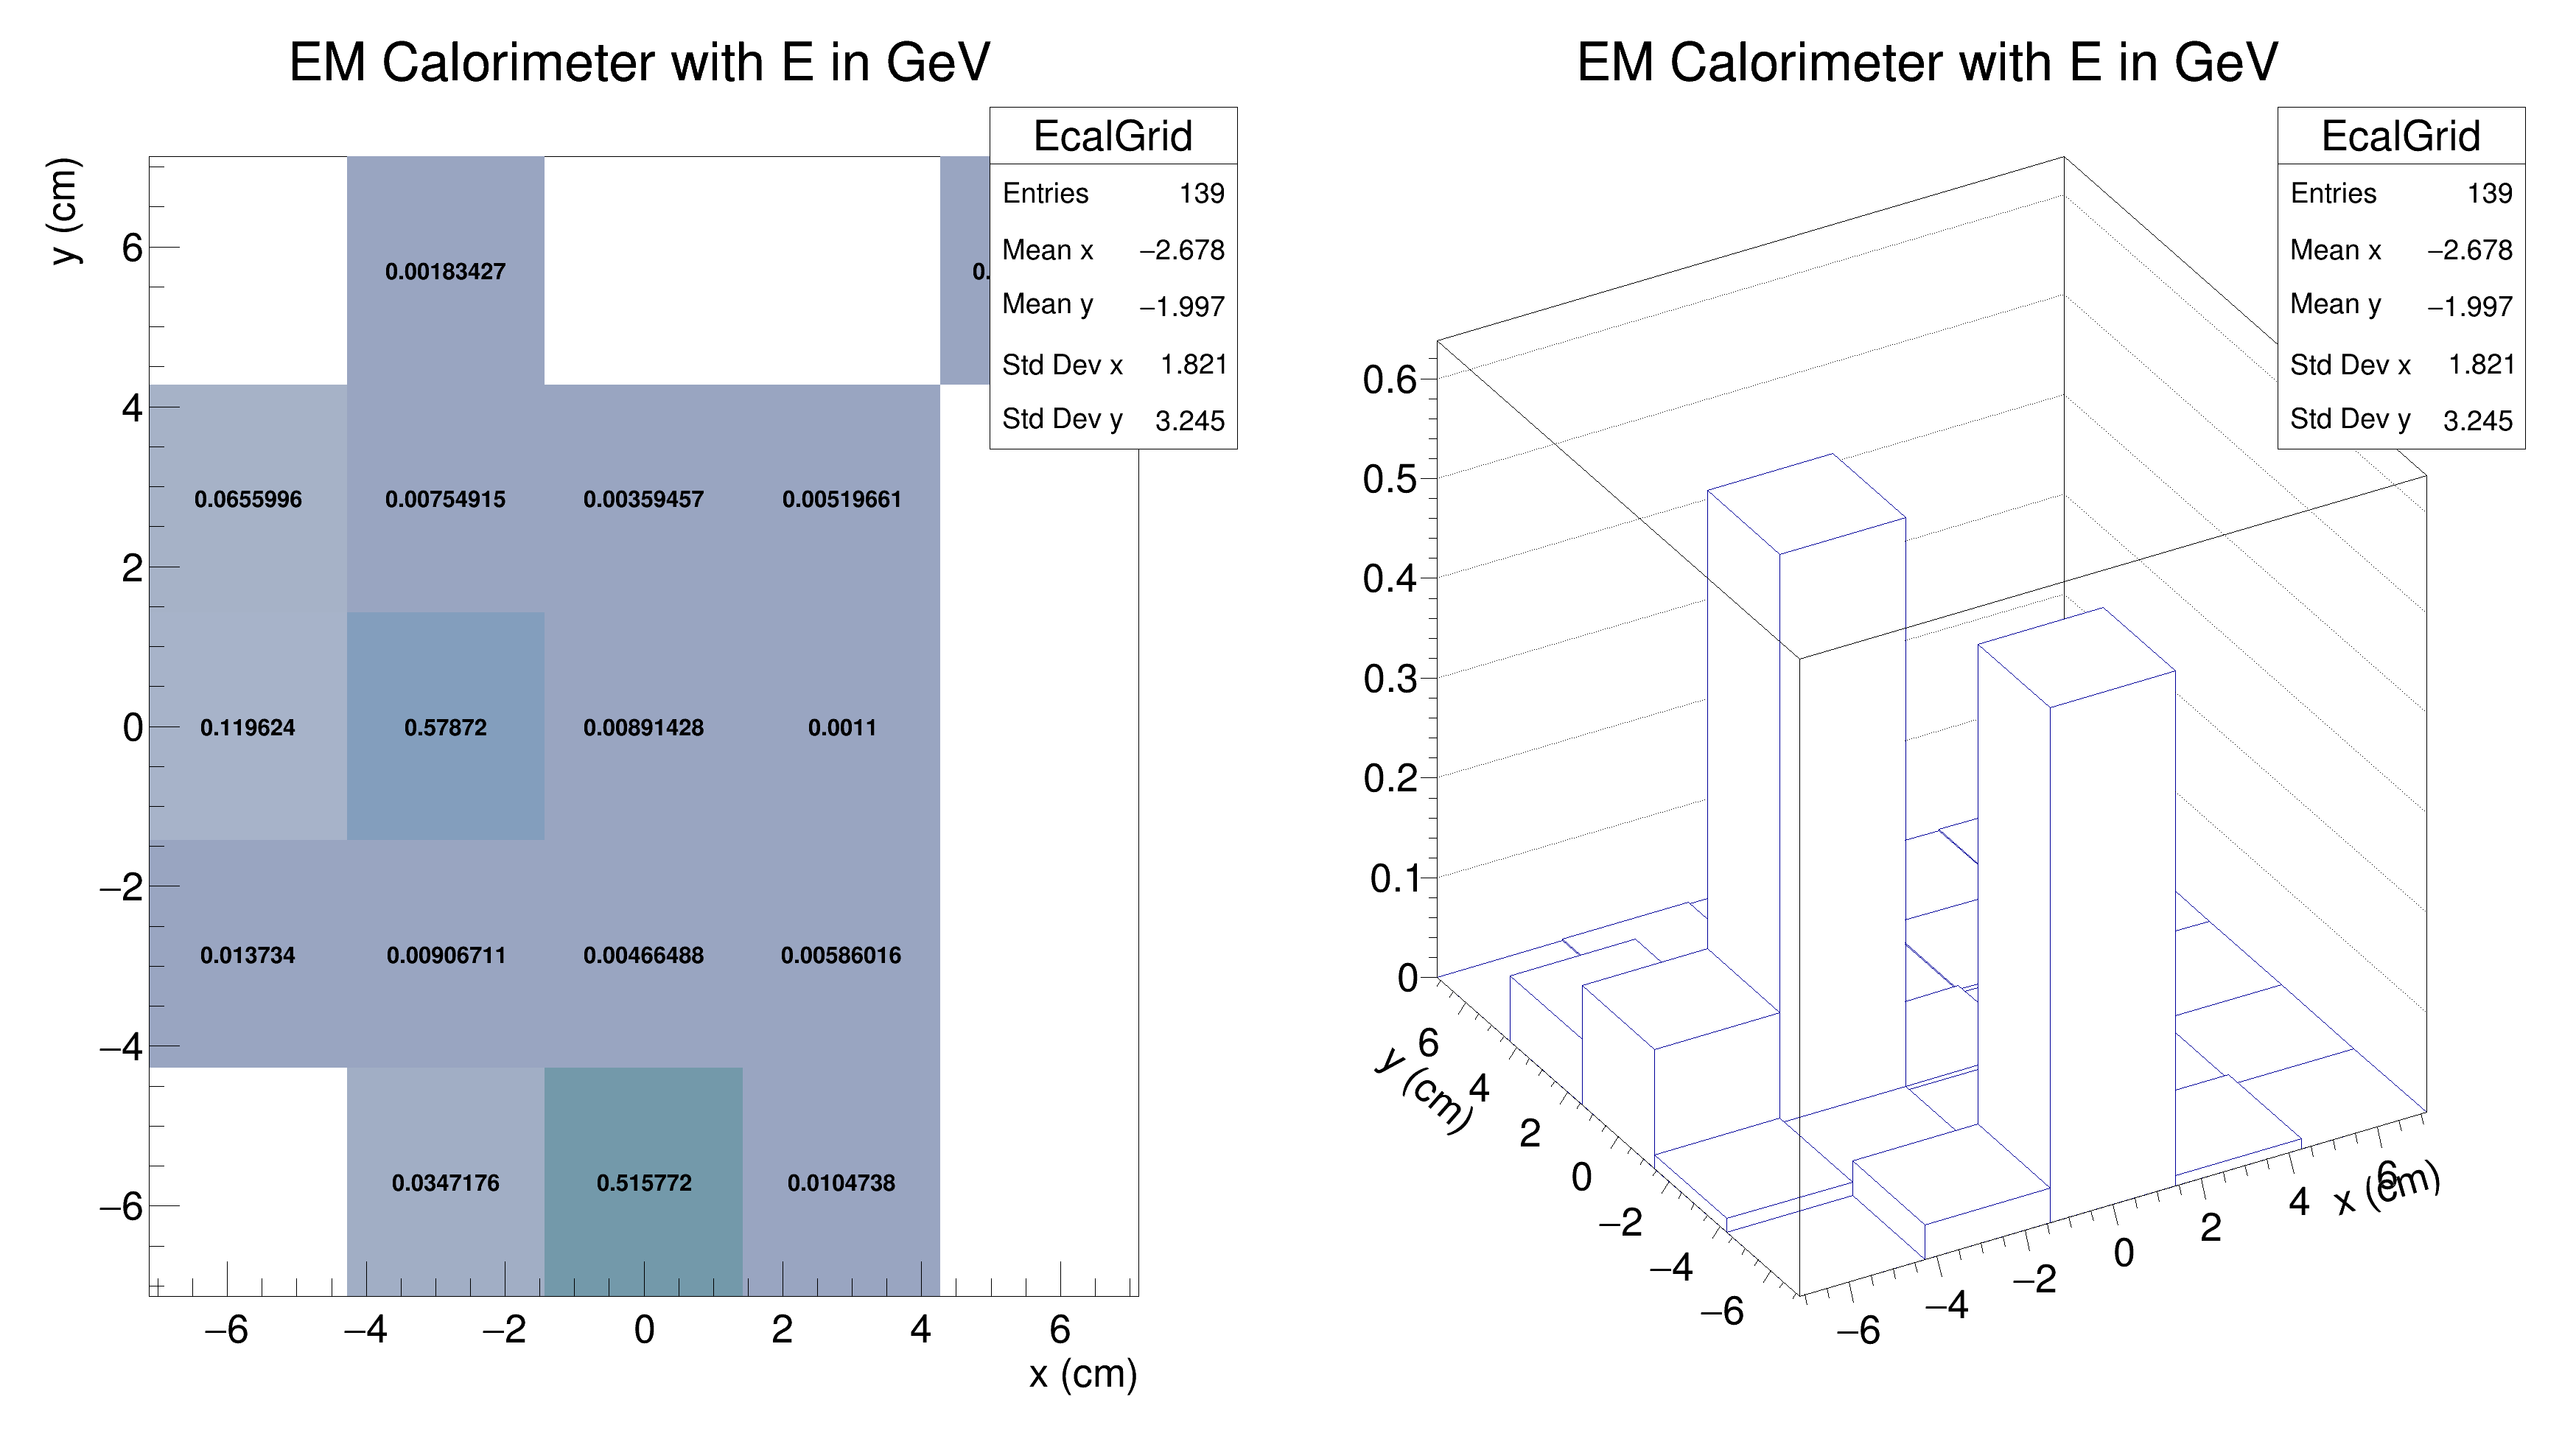 EM Calorimeter with E in GeV
EcalGrid
Entries 139
Mean x −2.678
Mean y −1.997
Std Dev x 1.821
Std Dev y 3.245
y (cm)
6
4
2
0
−2
−4
−6
0.00183427
0.
0.0655996 0.00754915 0.00359457 0.00519661
0.119624 0.57872 0.00891428 0.0011
0.013734 0.00906711 0.00466488 0.00586016
0.0347176 0.515772 0.0104738
−6 −4 −2 0 2 4 6
x (cm)
EM Calorimeter with E in GeV
EcalGrid
Entries 139
Mean x −2.678
Mean y −1.997
Std Dev x 1.821
Std Dev y 3.245
0.6
0.5
0.4
0.3
0.2
0.1
0
6
4
2
0
−2
−4
−6
y (cm)
−6 −4 −2 0 2 4 6
x (cm)